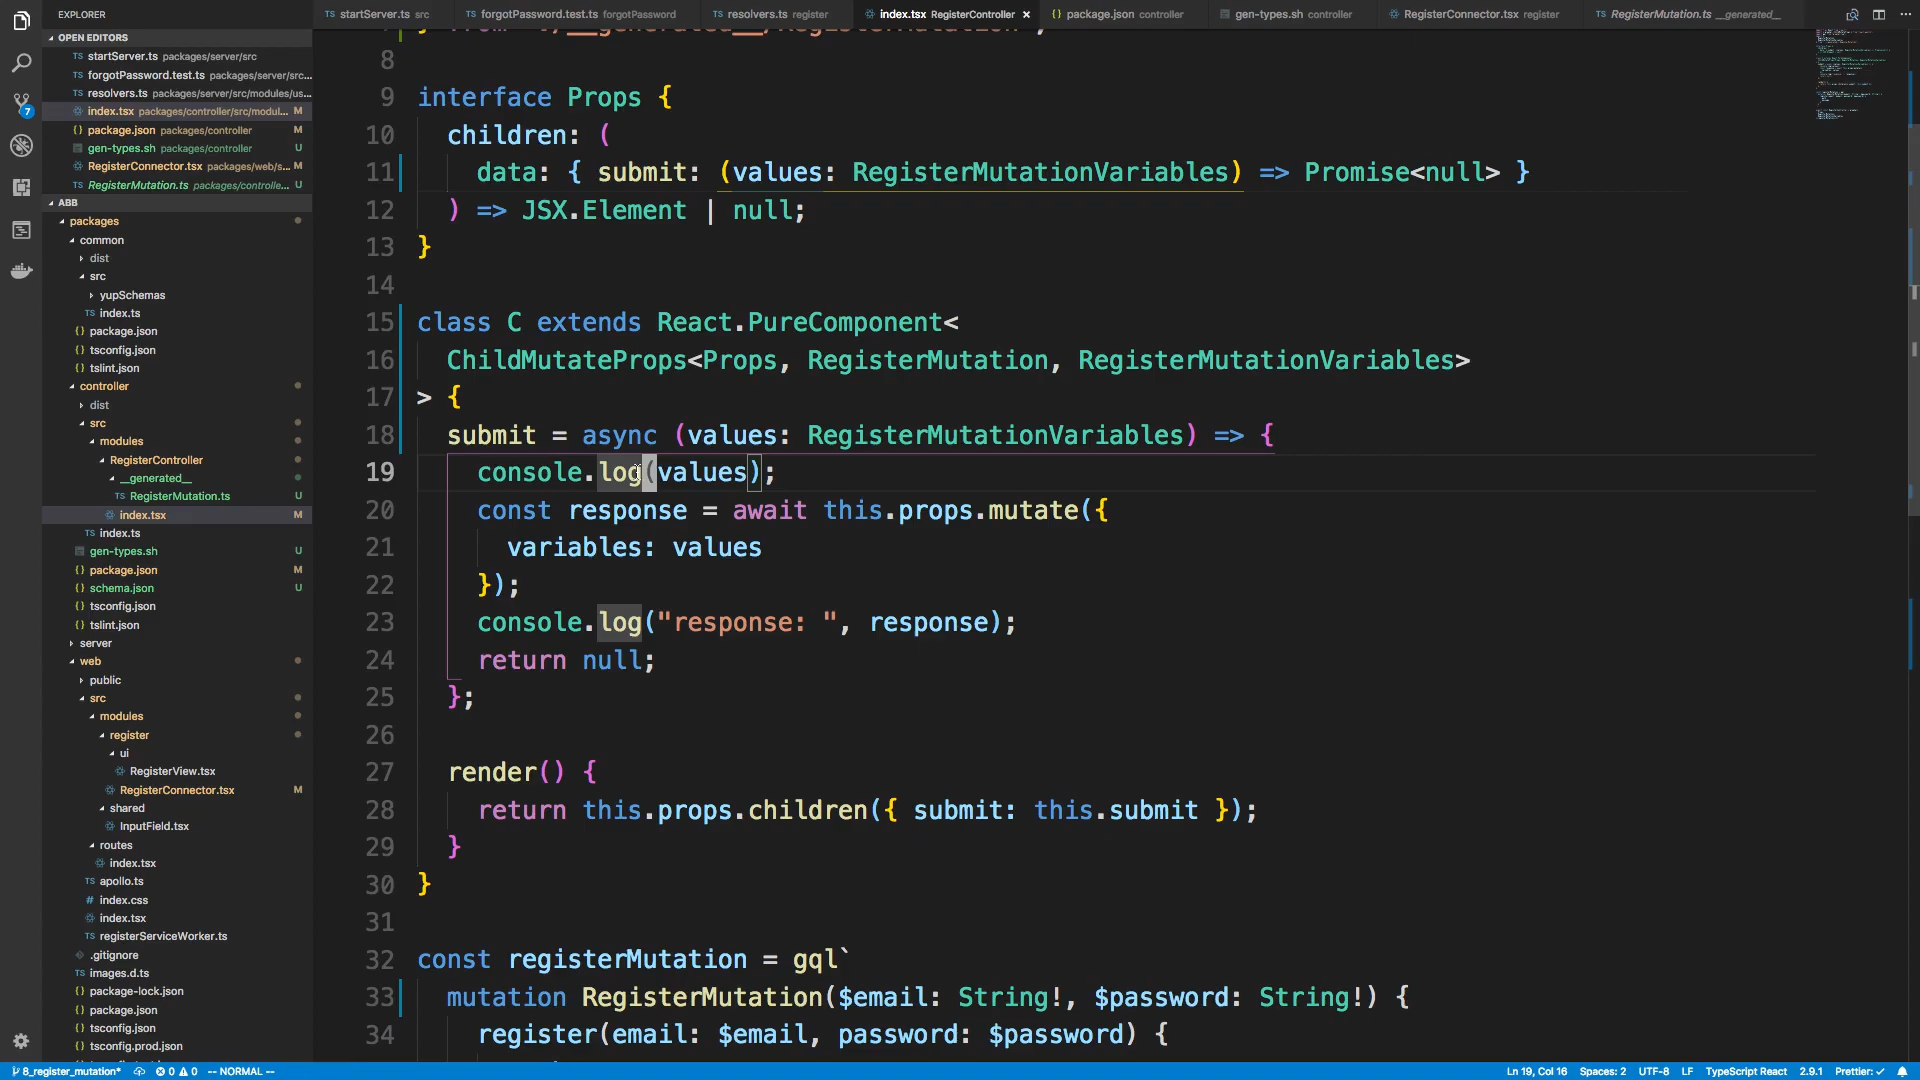 EXPLORER
OPEN EDITORS
startServer.ts packages/server/src
forgotPassword.test.ts packages/server/src...
resolvers.ts packages/server/src/modules/us...
index.tsx packages/controller/src/modul... M
package.json packages/controller M
gen-types.sh packages/controller U
RegisterConnector.tsx packages/web/s... M
RegisterMutation.ts packages/controlle... U
ABB
packages
common
dist
src
yupSchemas
index.ts
package.json
tsconfig.json
tslint.json
controller
dist
src
modules
RegisterController
__generated__
RegisterMutation.ts U
index.tsx M
index.ts
gen-types.sh U
package.json M
schema.json U
tsconfig.json
tslint.json
server
web
public
src
modules
register
ui
RegisterView.tsx
RegisterConnector.tsx M
shared
InputField.tsx
routes
index.tsx
apollo.ts
index.css
index.tsx
registerServiceWorker.ts
.gitignore
images.d.ts
package-lock.json
package.json
tsconfig.json
tsconfig.prod.json
startServer.ts src
forgotPassword.test.ts forgotPassword
resolvers.ts register
index.tsx RegisterController ×
package.json controller
gen-types.sh controller
RegisterConnector.tsx register
RegisterMutation.ts __generated__
8
9 interface Props {
10 children: (
11 data: { submit: (values: RegisterMutationVariables) => Promise<null> }
12 ) => JSX.Element | null;
13 }
14
15 class C extends React.PureComponent<
16 ChildMutateProps<Props, RegisterMutation, RegisterMutationVariables>
17 > {
18 submit = async (values: RegisterMutationVariables) => {
19 console.log(values);
20 const response = await this.props.mutate({
21 variables: values
22 });
23 console.log("response: ", response);
24 return null;
25 };
26
27 render() {
28 return this.props.children({ submit: this.submit });
29 }
30 }
31
32 const registerMutation = gql`
33 mutation RegisterMutation($email: String!, $password: String!) {
34 register(email: $email, password: $password) {
7
8_register_mutation* 0 0 -- NORMAL --
Ln 19, Col 16 Spaces: 2 UTF-8 LF TypeScript React 2.9.1 Prettier: ✓